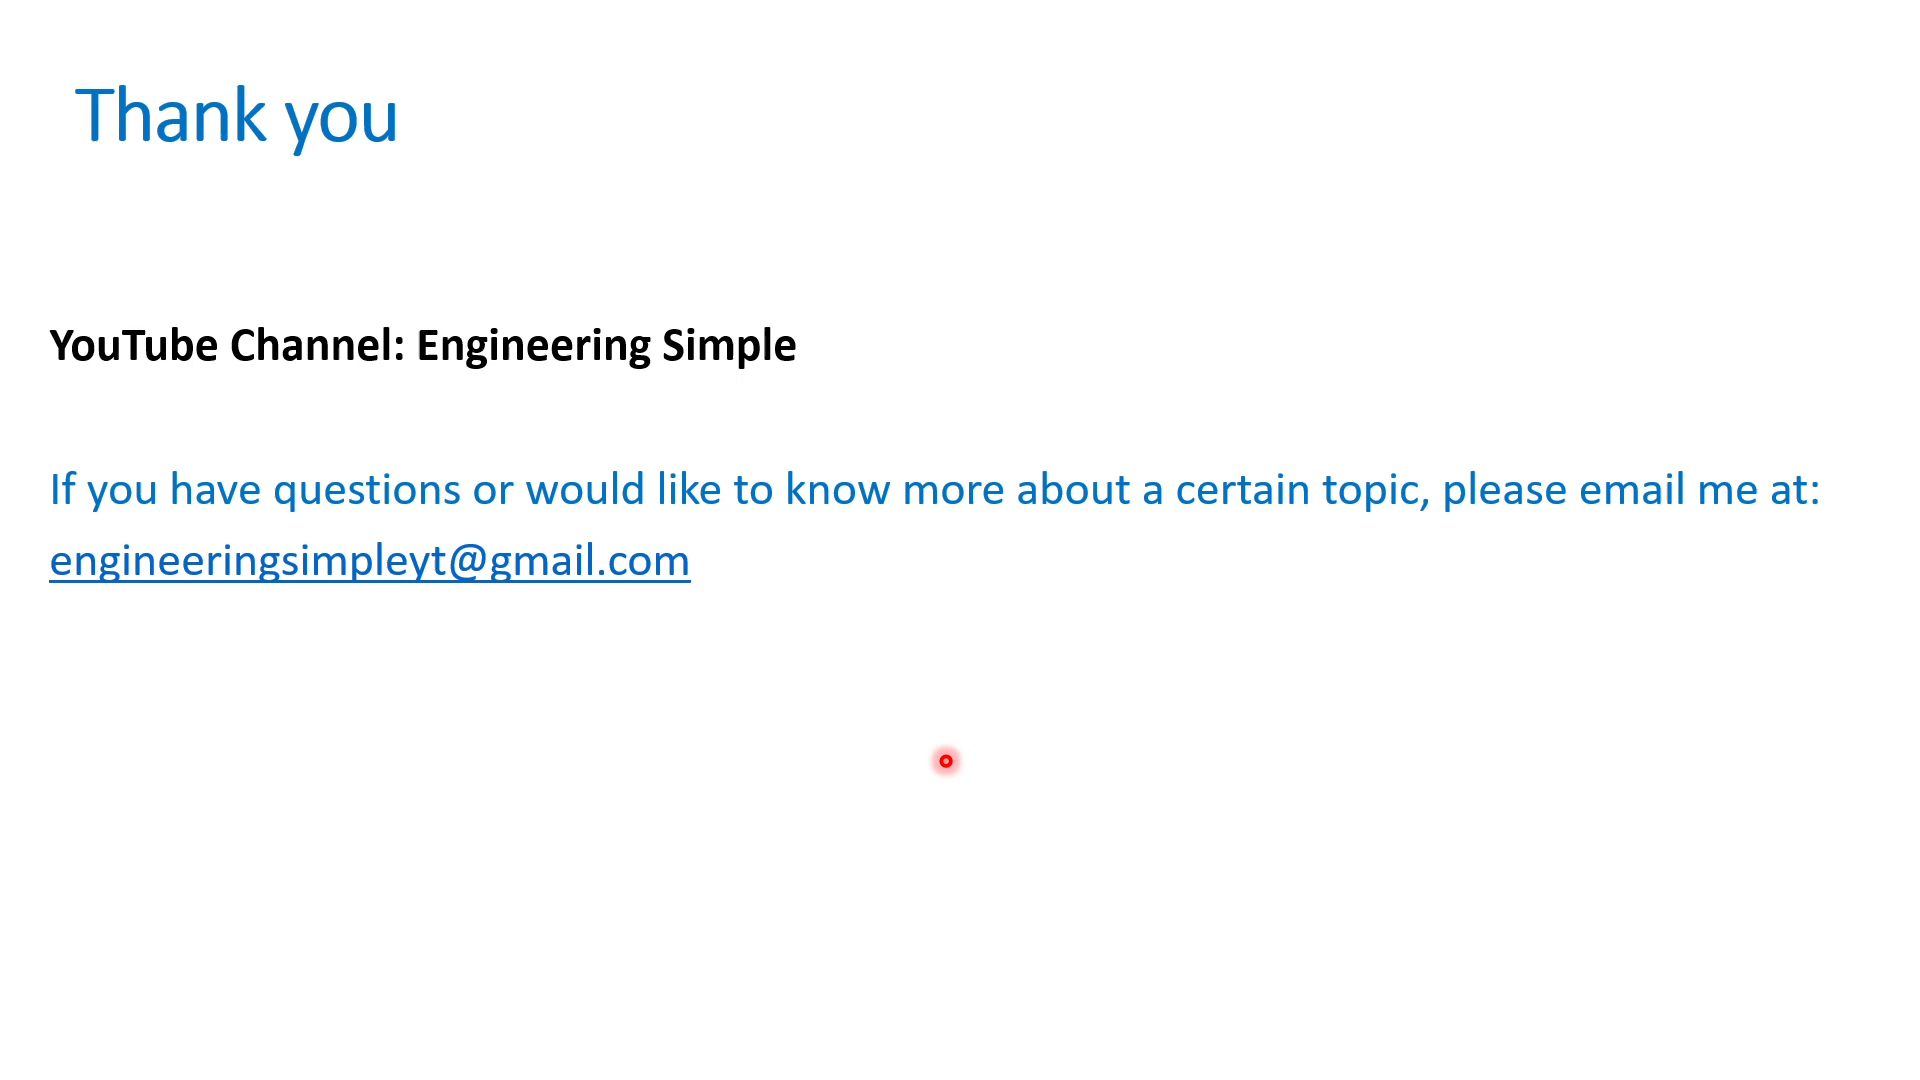 Thank you
YouTube Channel: Engineering Simple
If you have questions or would like to know more about a certain topic, please email me at:
engineeringsimpleyt@gmail.com